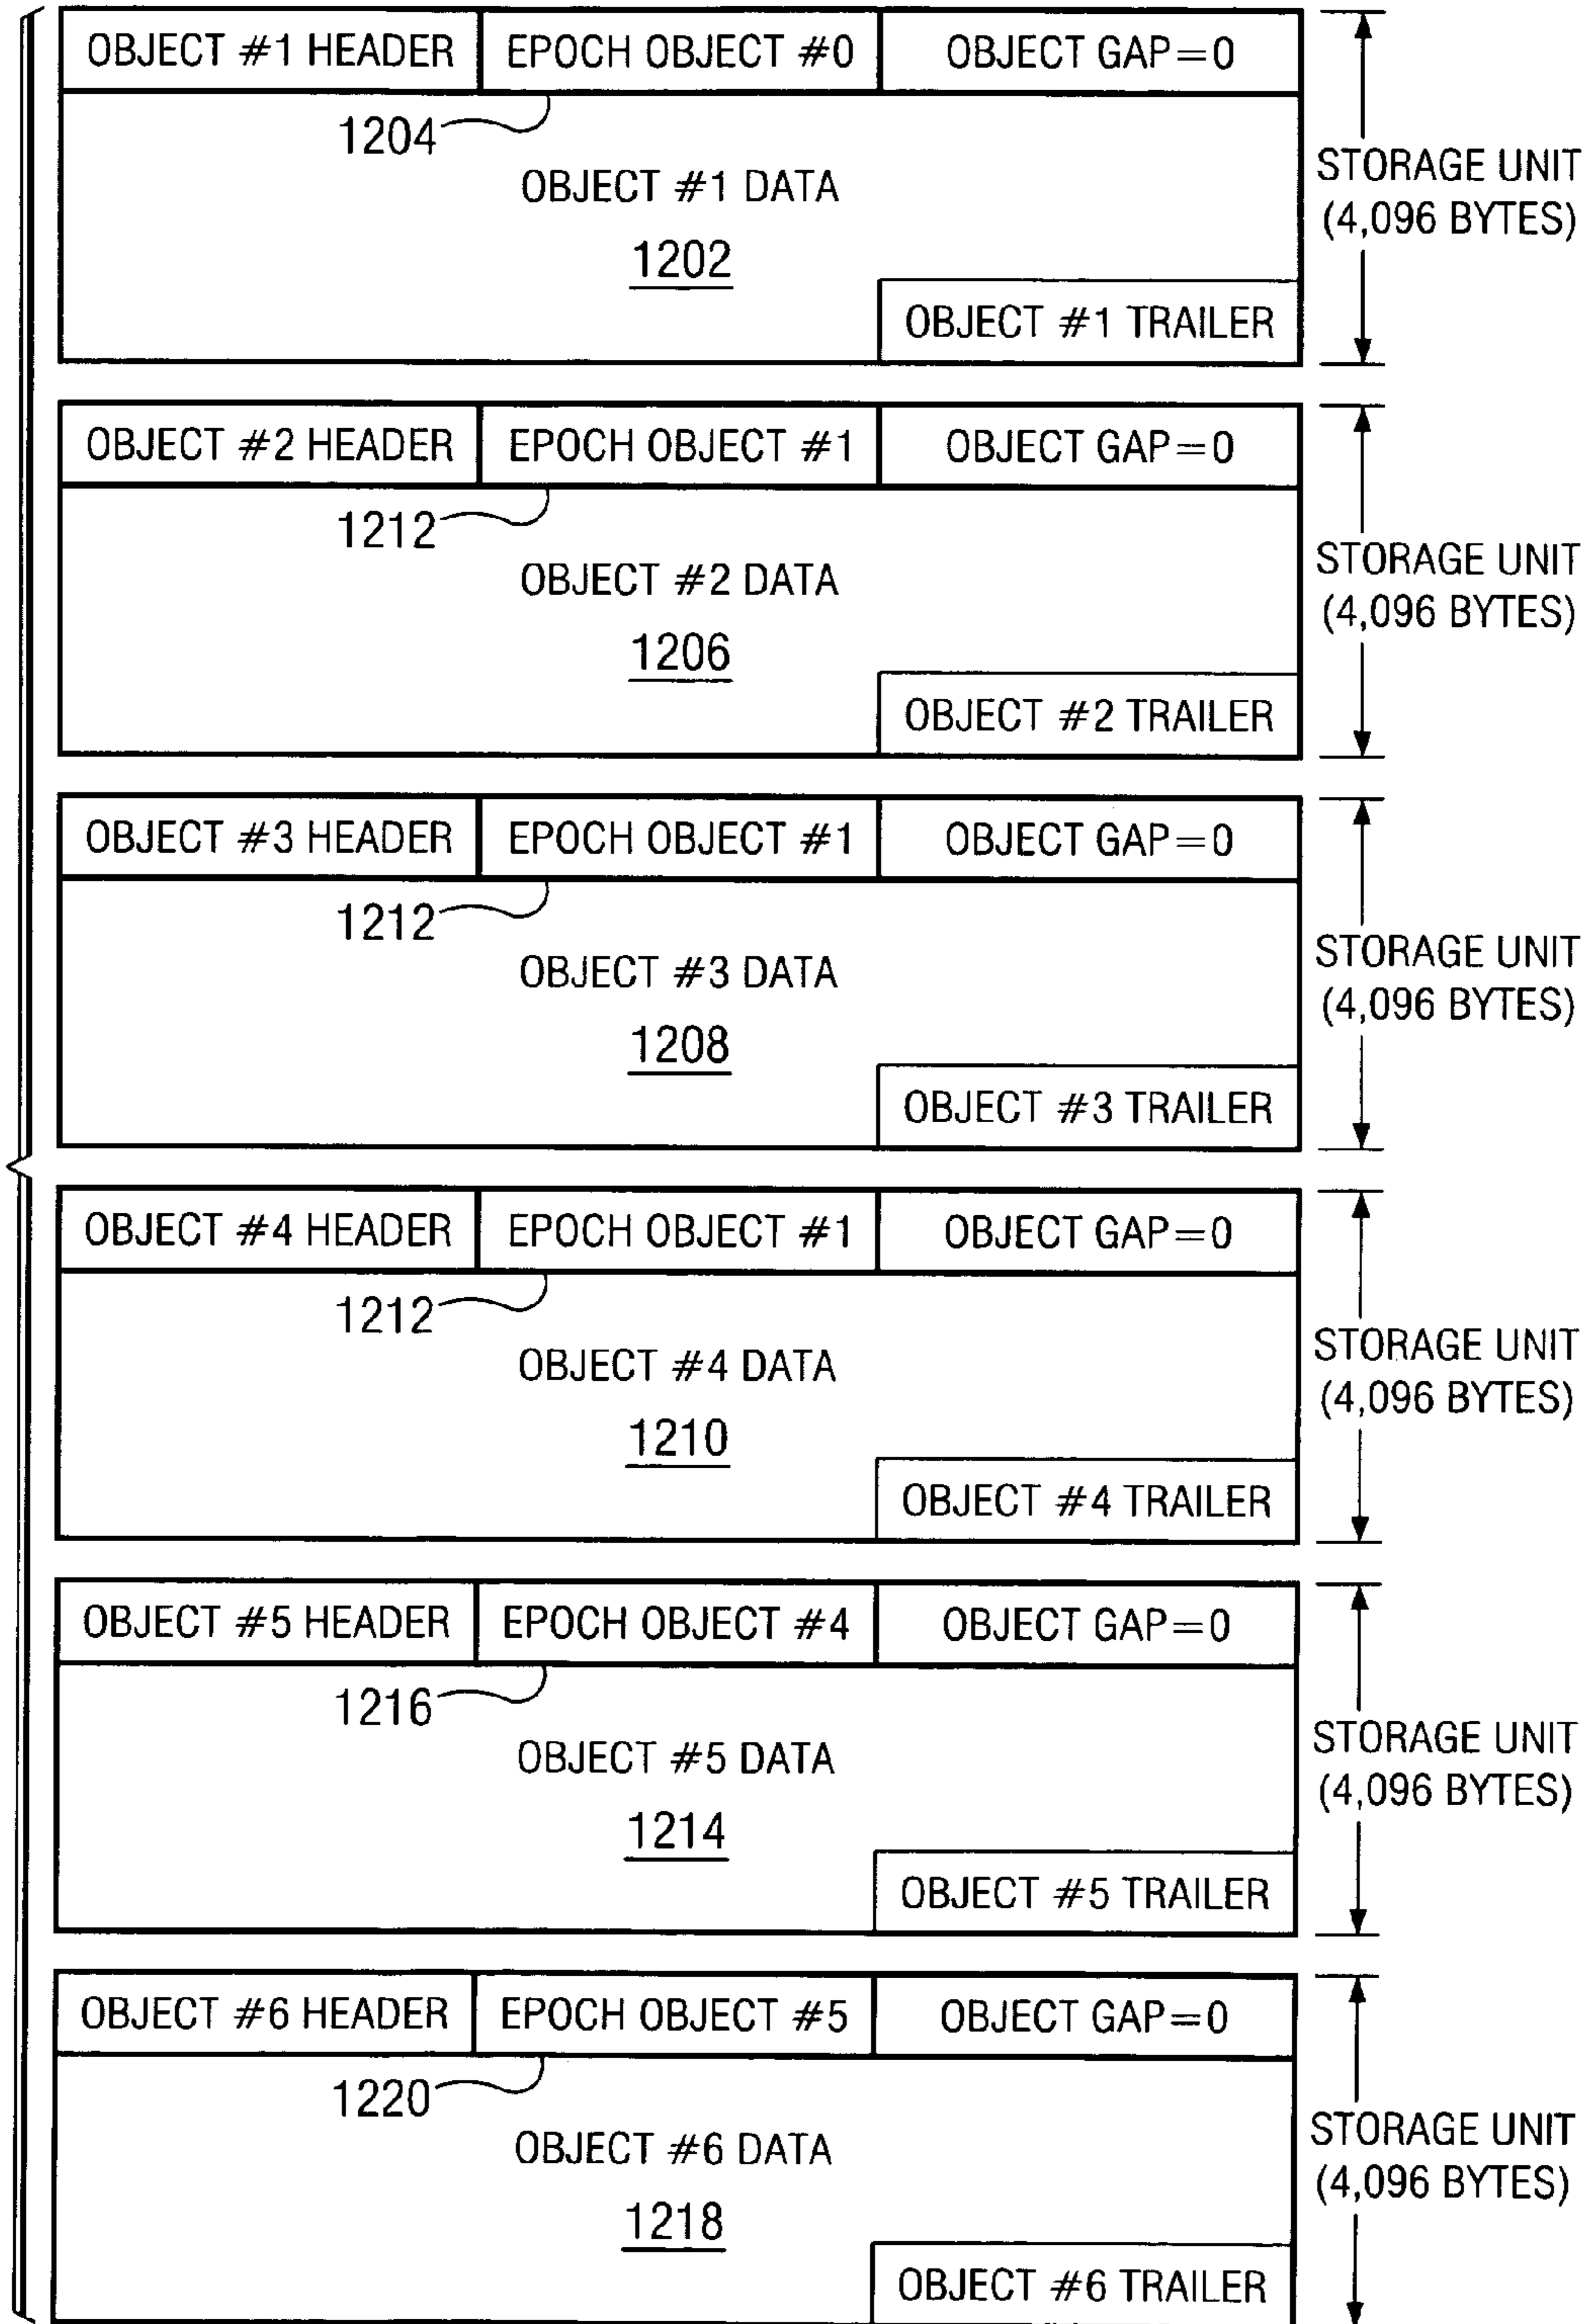 OBJECT #1 HEADER EPOCH OBJECT #0 OBJECT GAP=0
1204
OBJECT #1 DATA
1202
OBJECT #1 TRAILER
STORAGE UNIT
(4,096 BYTES)
OBJECT #2 HEADER EPOCH OBJECT #1 OBJECT GAP=0
1212
OBJECT #2 DATA
1206
OBJECT #2 TRAILER
STORAGE UNIT
(4,096 BYTES)
OBJECT #3 HEADER EPOCH OBJECT #1 OBJECT GAP=0
1212
OBJECT #3 DATA
1208
OBJECT #3 TRAILER
STORAGE UNIT
(4,096 BYTES)
OBJECT #4 HEADER EPOCH OBJECT #1 OBJECT GAP=0
1212
OBJECT #4 DATA
1210
OBJECT #4 TRAILER
STORAGE UNIT
(4,096 BYTES)
OBJECT #5 HEADER EPOCH OBJECT #4 OBJECT GAP=0
1216
OBJECT #5 DATA
1214
OBJECT #5 TRAILER
STORAGE UNIT
(4,096 BYTES)
OBJECT #6 HEADER EPOCH OBJECT #5 OBJECT GAP=0
1220
OBJECT #6 DATA
1218
OBJECT #6 TRAILER
STORAGE UNIT
(4,096 BYTES)